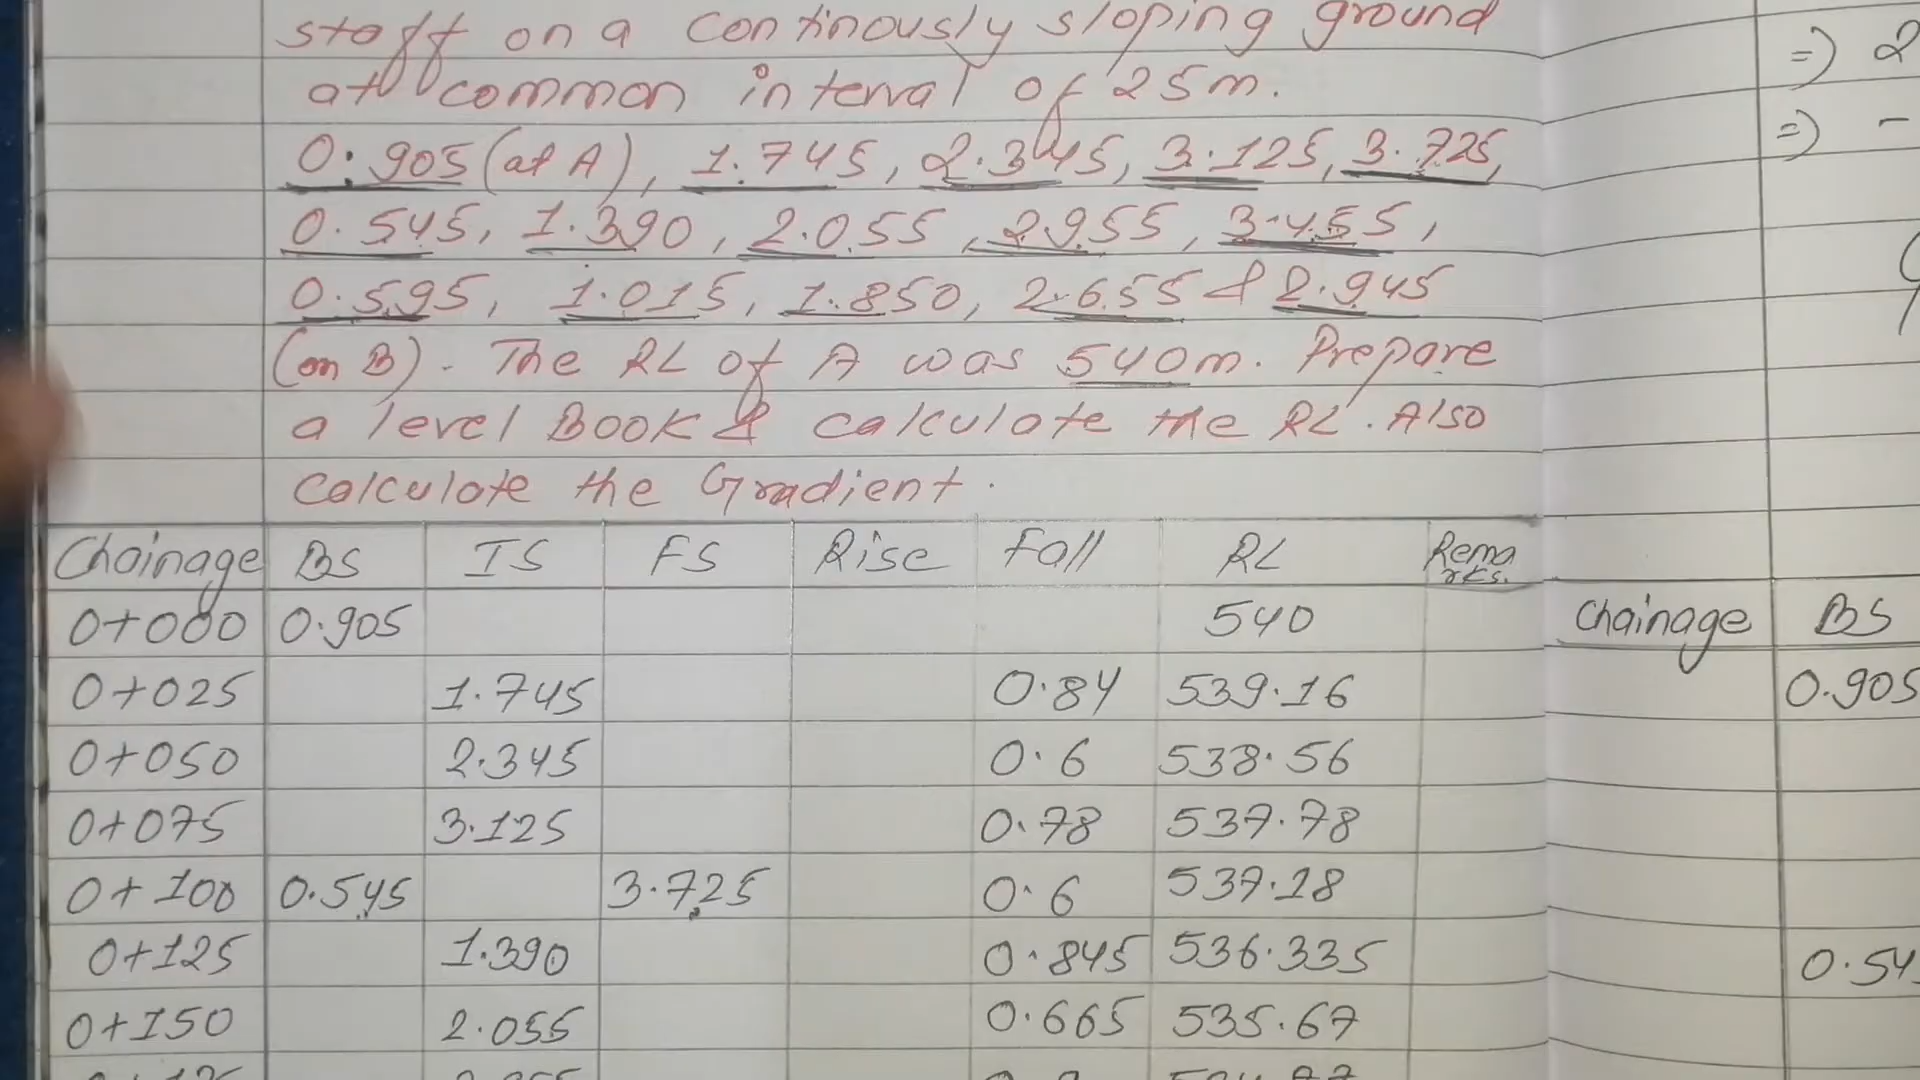 staff on a continously sloping ground
at common interval of 25m.
0.905 (at A), 1.745, 2.345, 3.125, 3.725,
0.545, 1.390, 2.055, 2955, 3.455,
0.595, 1.015, 1.850, 2.655 & 2.945
(on B). The RL of A was 540m. Prepare
a level Book & calculate the RL. Also
calculate the Gradient.
Chainage BS IS FS Rise Fall RL Remarks.
0+000 0.905 540
0+025 1.745 0.84 539.16
0+050 2.345 0.6 538.56
0+075 3.125 0.78 537.78
0+100 0.545 3.725 0.6 537.18
0+125 1.390 0.845 536.335
0+150 2.055 0.665 535.67
=) 2
=) -
Chainage BS
0.905
0.54